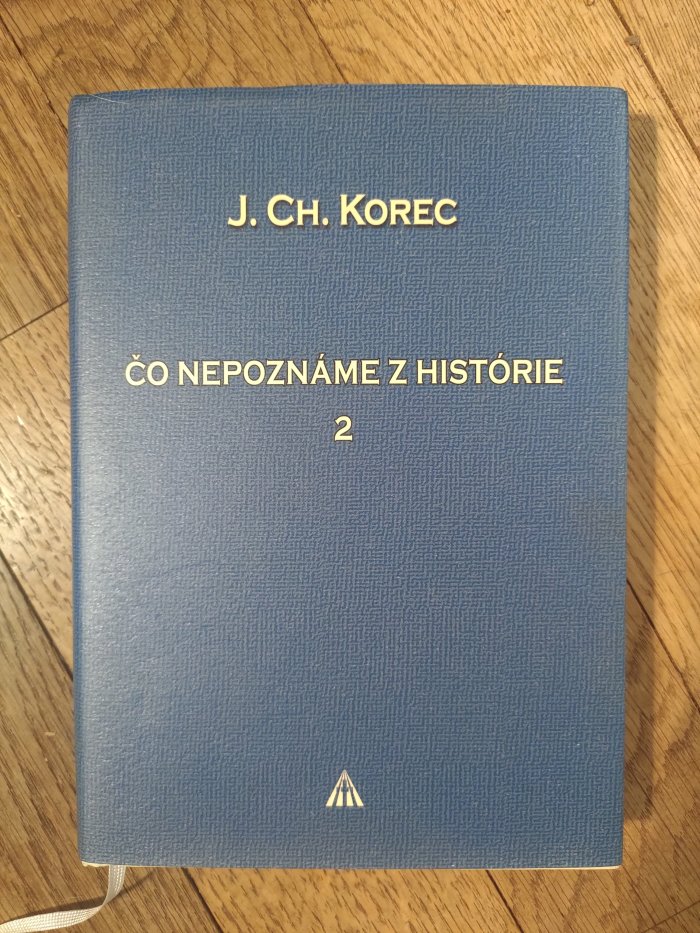 J. CH. KOREC
ČO NEPOZNÁME Z HISTÓRIE
2